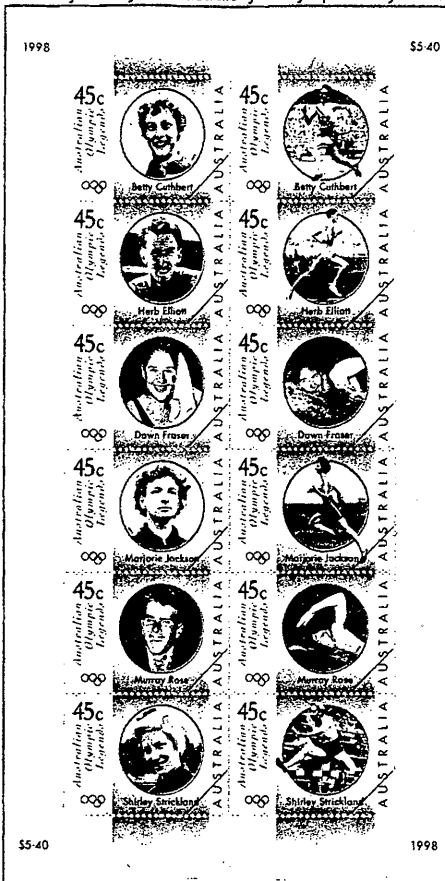 1998 $5·40
45c Australian Olympic Legends Betty Cuthbert AUSTRALIA
45c Australian Olympic Legends Betty Cuthbert AUSTRALIA
45c Australian Olympic Legends Herb Elliott AUSTRALIA
45c Australian Olympic Legends Herb Elliott AUSTRALIA
45c Australian Olympic Legends Dawn Fraser AUSTRALIA
45c Australian Olympic Legends Dawn Fraser AUSTRALIA
45c Australian Olympic Legends Marjorie Jackson AUSTRALIA
45c Australian Olympic Legends Marjorie Jackson AUSTRALIA
45c Australian Olympic Legends Murray Rose AUSTRALIA
45c Australian Olympic Legends Murray Rose AUSTRALIA
45c Australian Olympic Legends Shirley Strickland AUSTRALIA
45c Australian Olympic Legends Shirley Strickland AUSTRALIA
$5·40 1998